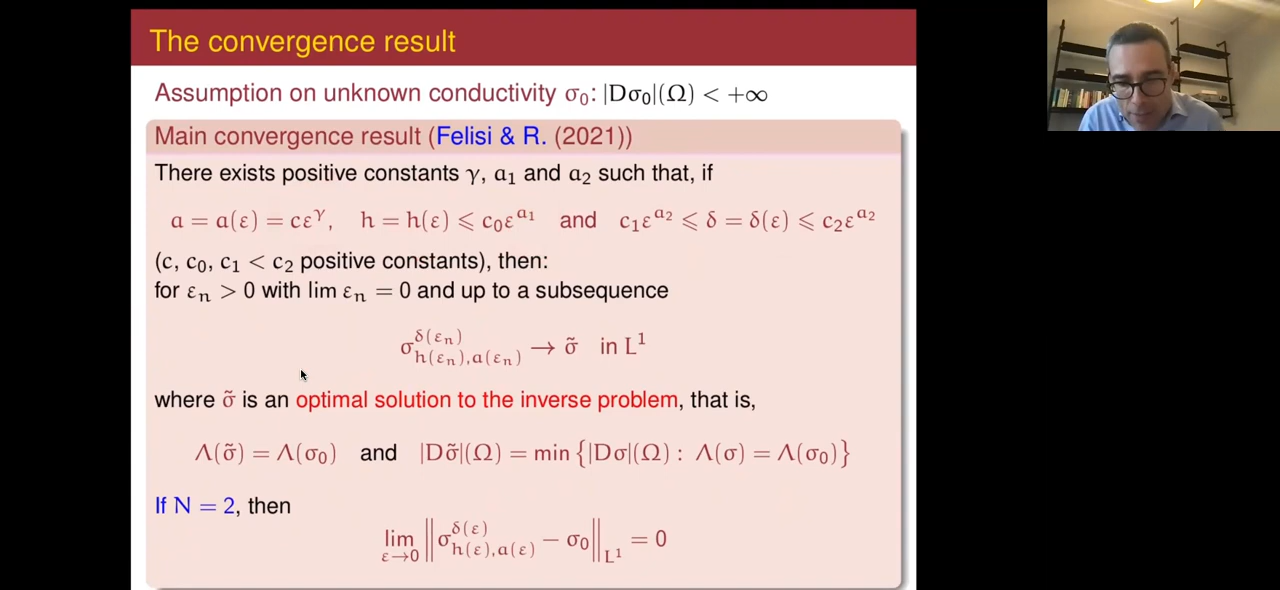 The convergence result
Assumption on unknown conductivity σ₀: |Dσ₀|(Ω) < +∞
Main convergence result (Felisi & R. (2021))
There exists positive constants γ, a₁ and a₂ such that, if
a = a(ε) = cε^γ, h = h(ε) ⩽ c₀ε^{a₁} and c₁ε^{a₂} ⩽ δ = δ(ε) ⩽ c₂ε^{a₂}
(c, c₀, c₁ < c₂ positive constants), then:
for εₙ > 0 with lim εₙ = 0 and up to a subsequence
σ^{δ(εₙ)}_{h(εₙ),a(εₙ)} → σ̃ in L¹
where σ̃ is an optimal solution to the inverse problem, that is,
Λ(σ̃) = Λ(σ₀) and |Dσ̃|(Ω) = min {|Dσ|(Ω) : Λ(σ) = Λ(σ₀)}
If N = 2, then
lim_{ε→0} ‖σ^{δ(ε)}_{h(ε),a(ε)} − σ₀‖_{L¹} = 0